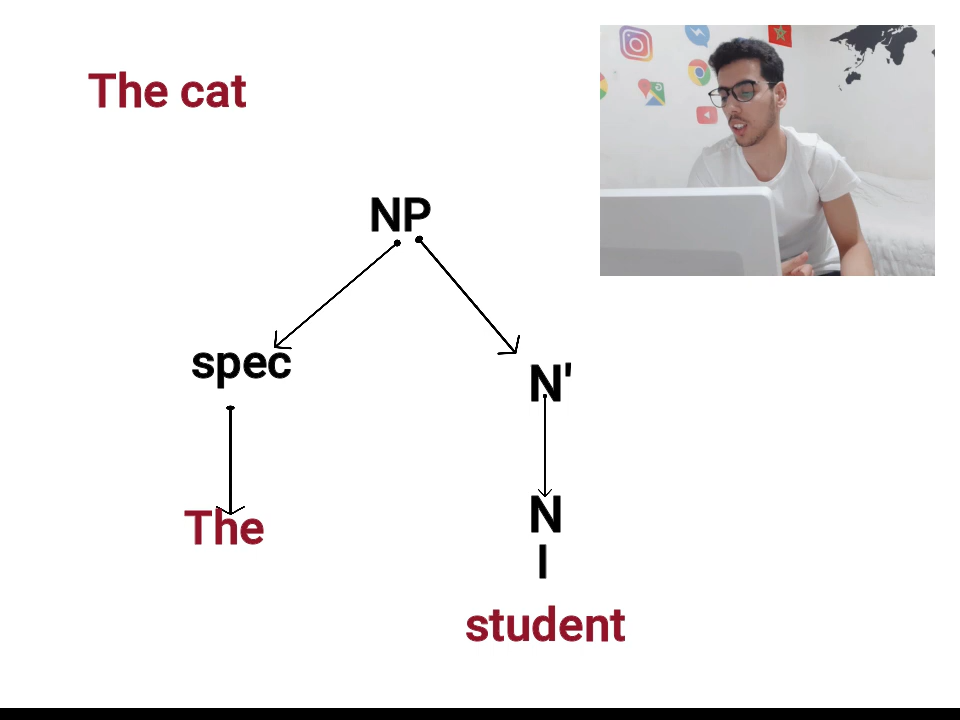 The cat
NP
spec
N'
The
N
I
student